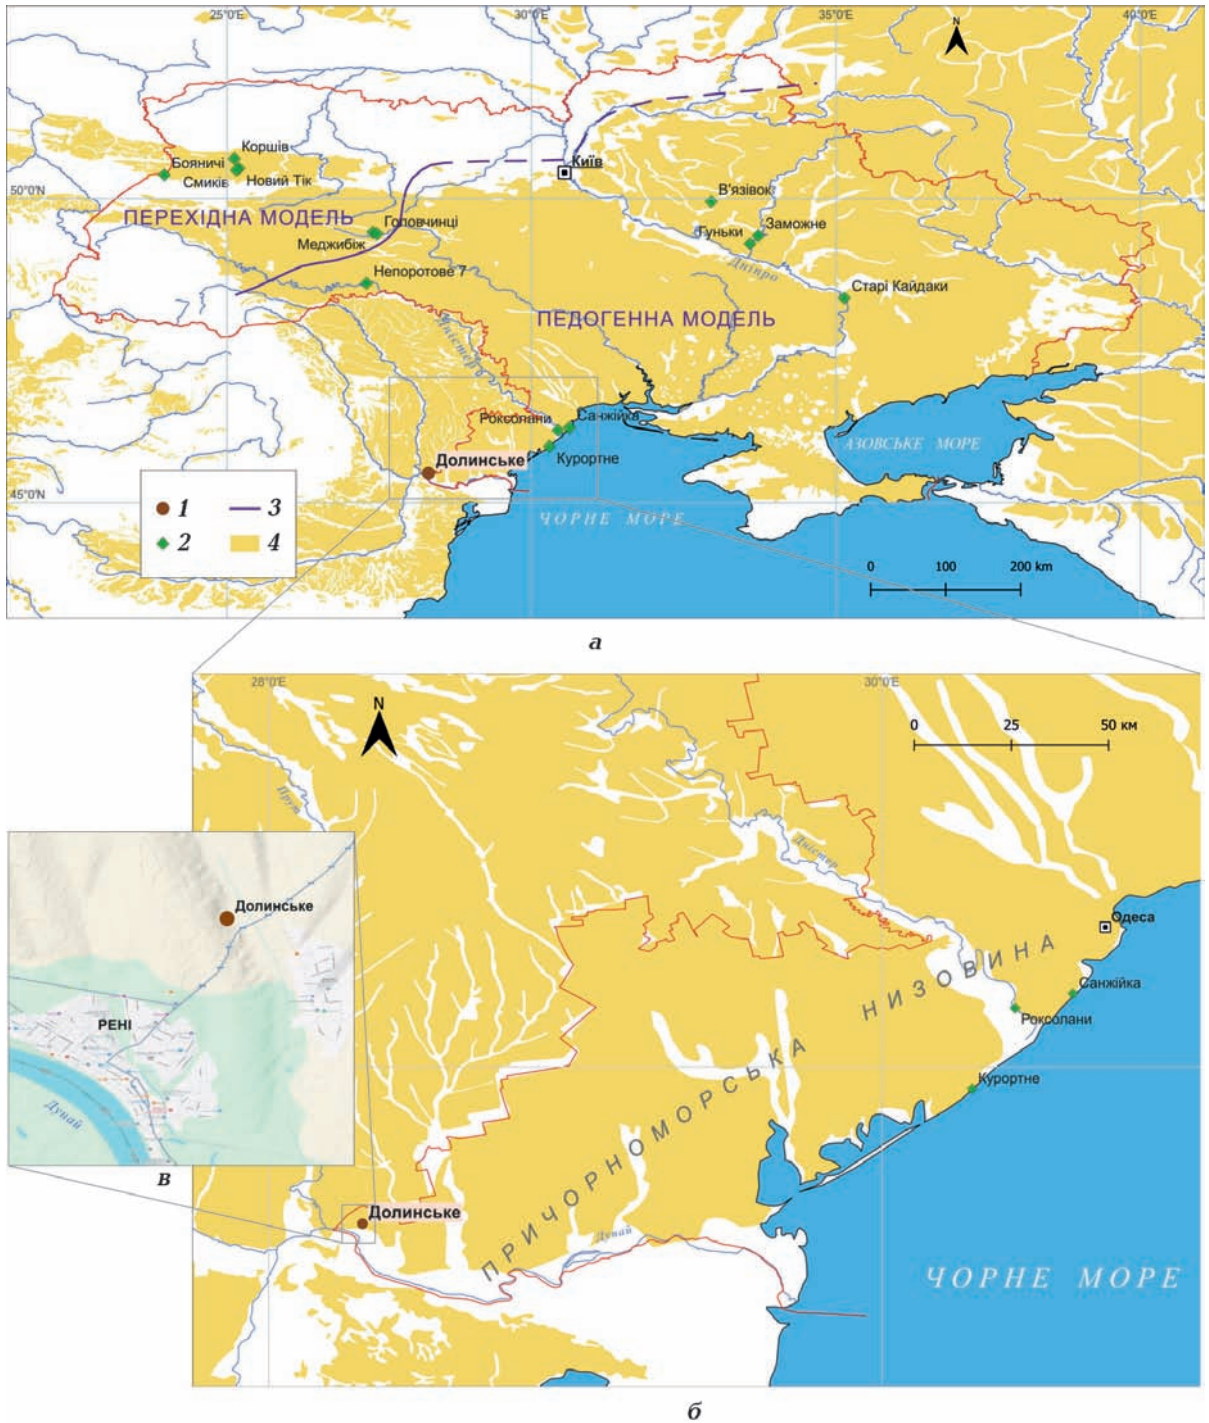 25°0'E
30°0'E
35°0'E
40°0'E
N
Коршів
Бояничі
Смиків
Новий Тік
Київ
50°0'N
В'язівок
ПЕРЕХІДНА МОДЕЛЬ
Головчинці
Заможне
Гуньки
Меджибіж
Дніпро
Непоротове 7
Старі Кайдаки
ПЕДОГЕННА МОДЕЛЬ
Дністер
Роксолани
Санжійка
АЗОВСЬКЕ МОРЕ
Долинське
Курортне
45°0'N
1
3
2
4
ЧОРНЕ МОРЕ
0 100 200 km
а
28°0'E
30°0'E
N
0 25 50 км
Прут
Дністер
Долинське
Одеса
НИЗОВИНА
Санжійка
РЕНІ
Роксолани
ПРИЧОРНОМОРСЬКА
Курортне
Дунай
в
Долинське
Дунай
ЧОРНЕ МОРЕ
б